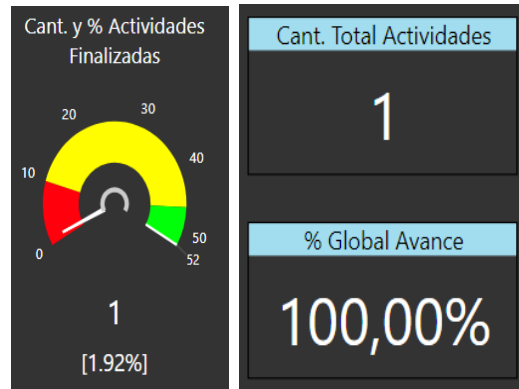 Cant. y % Actividades
Finalizadas
0
10
20
30
40
50
52
1
[1.92%]
Cant. Total Actividades
1
% Global Avance
100,00%